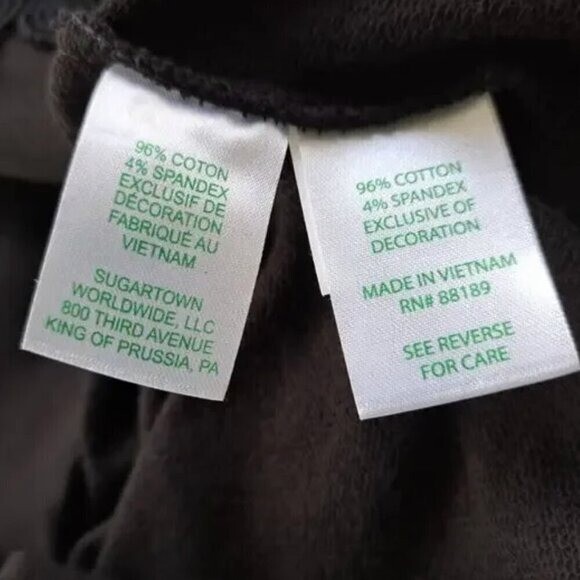 96% COTON
4% SPANDEX
EXCLUSIF DE
DÉCORATION
FABRIQUÉ AU
VIETNAM
SUGARTOWN
WORLDWIDE, LLC
800 THIRD AVENUE
KING OF PRUSSIA, PA
96% COTTON
4% SPANDEX
EXCLUSIVE OF
DECORATION
MADE IN VIETNAM
RN# 88189
SEE REVERSE
FOR CARE